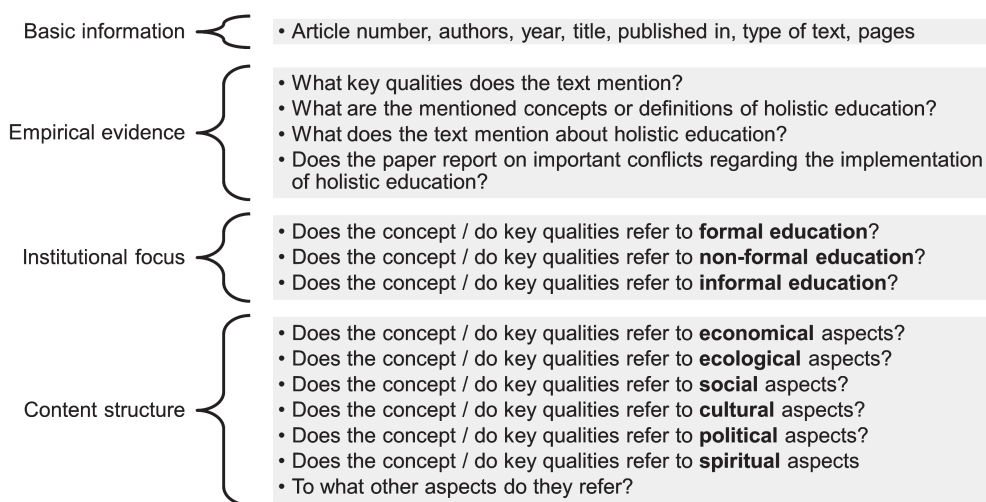 Basic information
• Article number, authors, year, title, published in, type of text, pages
Empirical evidence
• What key qualities does the text mention?
• What are the mentioned concepts or definitions of holistic education?
• What does the text mention about holistic education?
• Does the paper report on important conflicts regarding the implementation
of holistic education?
Institutional focus
• Does the concept / do key qualities refer to formal education?
• Does the concept / do key qualities refer to non-formal education?
• Does the concept / do key qualities refer to informal education?
Content structure
• Does the concept / do key qualities refer to economical aspects?
• Does the concept / do key qualities refer to ecological aspects?
• Does the concept / do key qualities refer to social aspects?
• Does the concept / do key qualities refer to cultural aspects?
• Does the concept / do key qualities refer to political aspects?
• Does the concept / do key qualities refer to spiritual aspects
• To what other aspects do they refer?